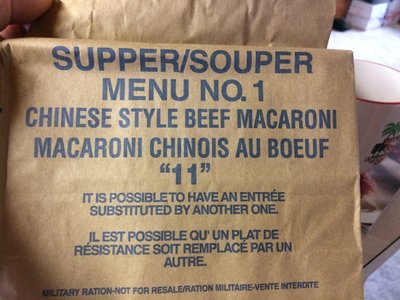 SUPPER/SOUPER
MENU NO. 1
CHINESE STYLE BEEF MACARONI
MACARONI CHINOIS AU BOEUF
“11”
IT IS POSSIBLE TO HAVE AN ENTRÉE
SUBSTITUTED BY ANOTHER ONE.
IL EST POSSIBLE QU' UN PLAT DE
RÉSISTANCE SOIT REMPLACÉ PAR UN
AUTRE.
MILITARY RATION-NOT FOR RESALE/RATION MILITAIRE-VENTE INTERDITE